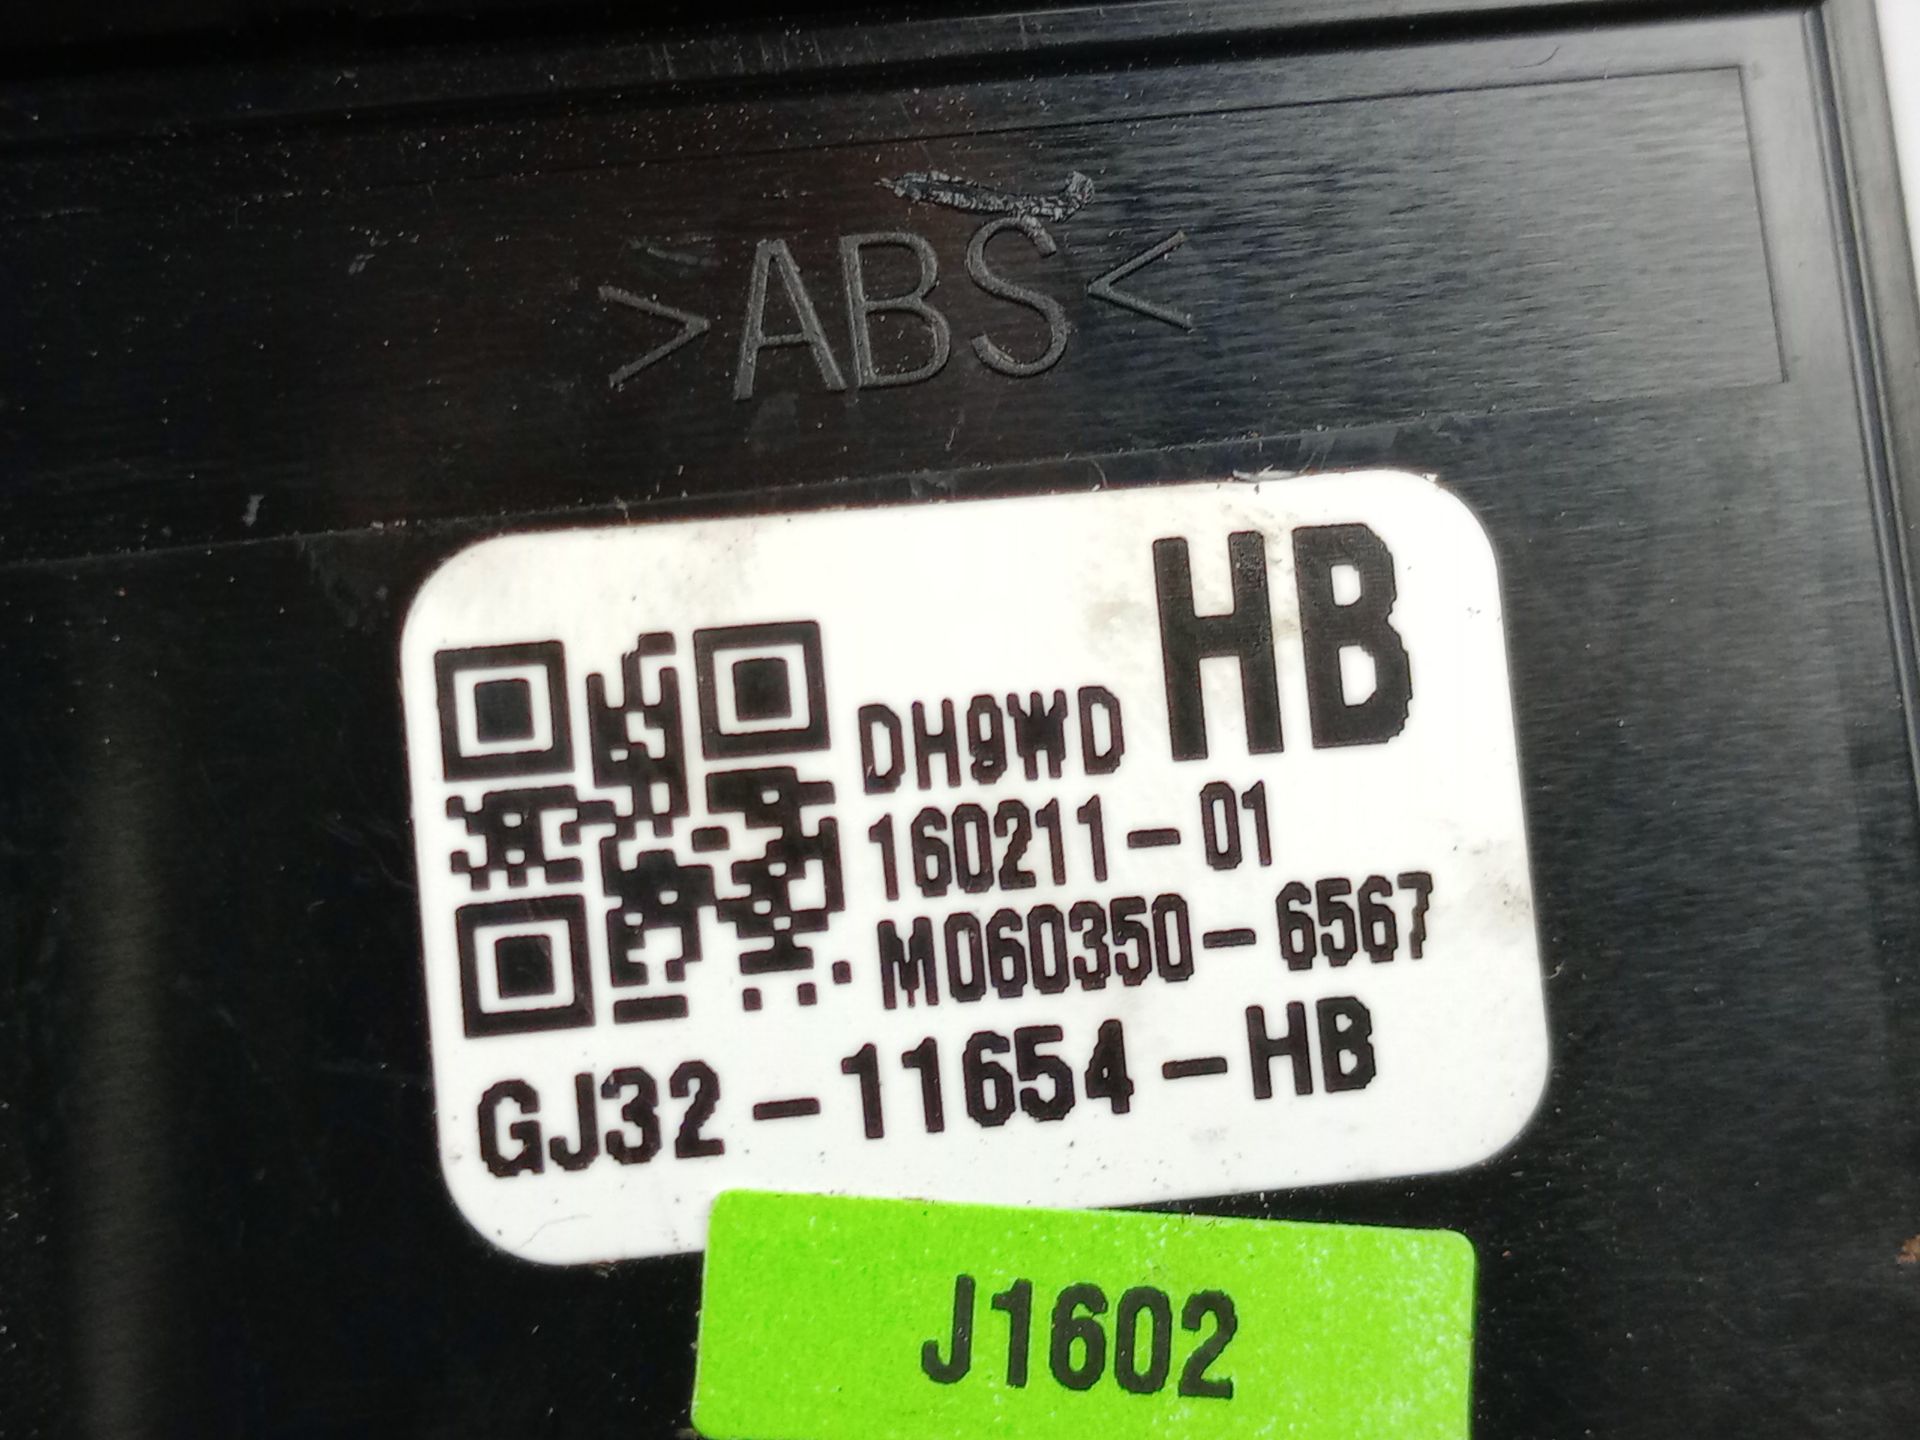 >ABS<
HB
DH9WD
160211-01
M060350-6567
GJ32-11654-HB
J1602